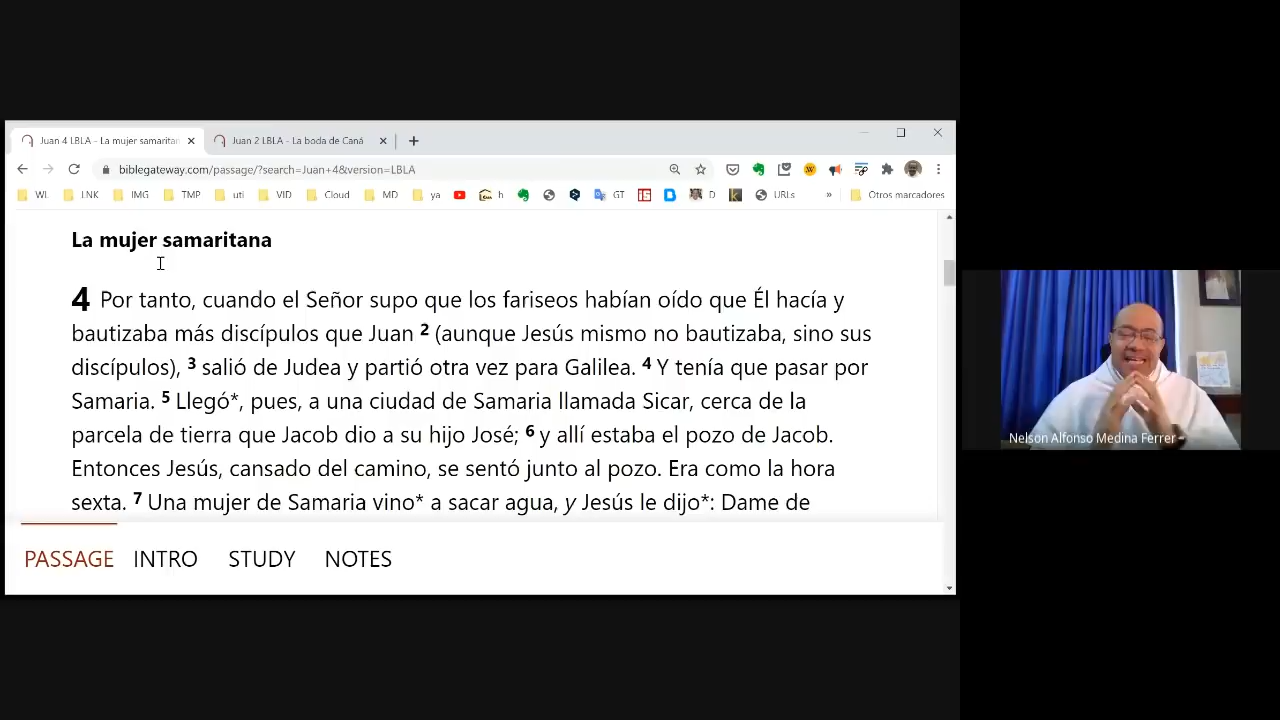 Juan 4 LBLA - La mujer samaritan
Juan 2 LBLA - La boda de Caná
biblegateway.com/passage/?search=Juan+4&version=LBLA
WL LNK IMG TMP uti VID Cloud MD ya h GT D URLs » Otros marcadores
La mujer samaritana
4 Por tanto, cuando el Señor supo que los fariseos habían oído que Él hacía y
bautizaba más discípulos que Juan 2 (aunque Jesús mismo no bautizaba, sino sus
discípulos), 3 salió de Judea y partió otra vez para Galilea. 4 Y tenía que pasar por
Samaria. 5 Llegó*, pues, a una ciudad de Samaria llamada Sicar, cerca de la
parcela de tierra que Jacob dio a su hijo José; 6 y allí estaba el pozo de Jacob.
Entonces Jesús, cansado del camino, se sentó junto al pozo. Era como la hora
sexta. 7 Una mujer de Samaria vino* a sacar agua, y Jesús le dijo*: Dame de
PASSAGE INTRO STUDY NOTES
Nelson Alfonso Medina Ferrer